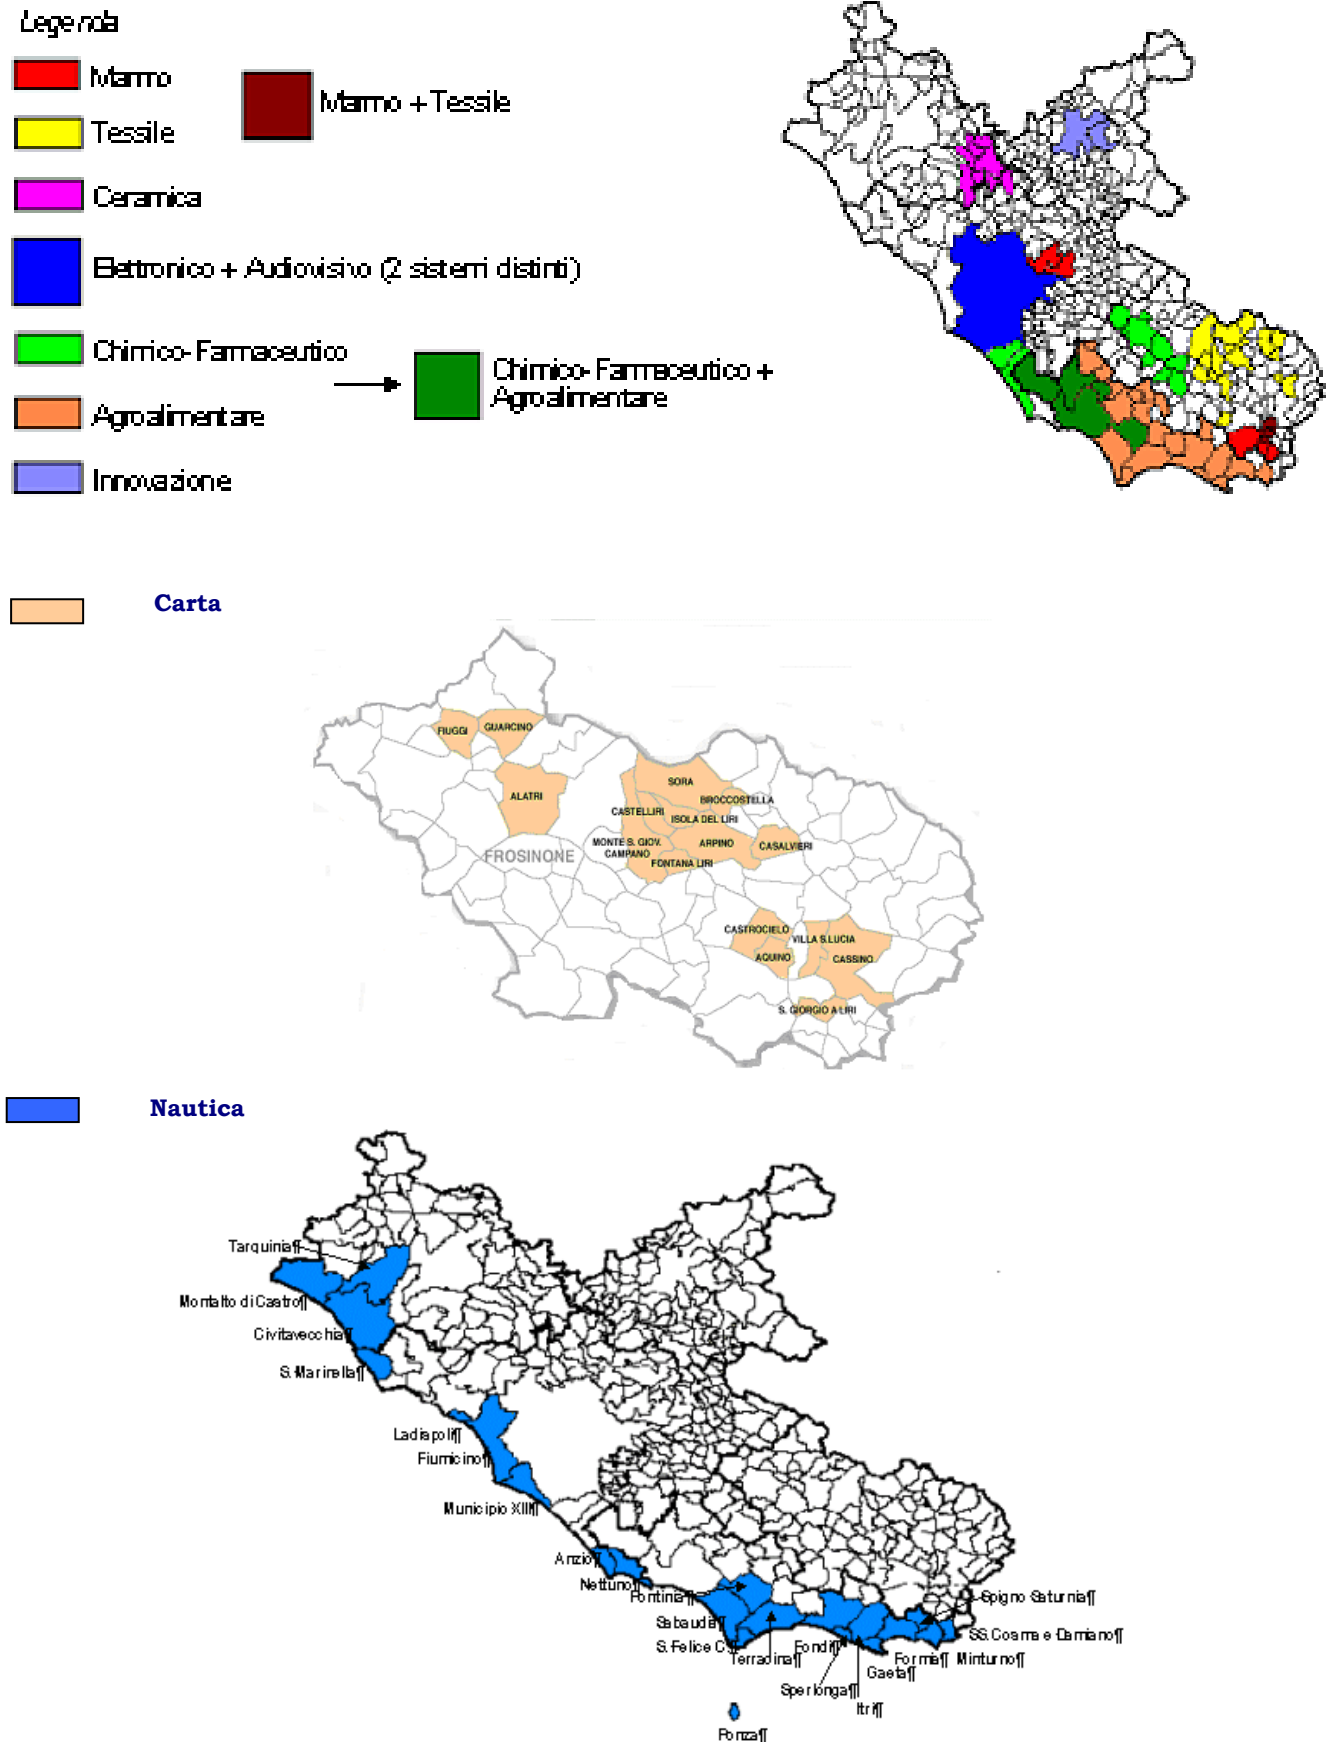 Legenda
Marmo
Marmo + Tessile
Tessile
Ceramica
Elettronico + Audiovisivo (2 sistemi distinti)
Chimico-Farmaceutico
Chimico-Farmaceutico +
Agroalimentare
Agroalimentare
Innovazione
Carta
FIUGGI
GUARCINO
ALATRI
SORA
BROCCOSTELLA
CASTELLIRI
ISOLA DEL LIRI
MONTE S. GIOV.
CAMPANO
ARPINO
CASALVIERI
FROSINONE
FONTANA LIRI
CASTROCIELO
VILLA S.LUCIA
AQUINO
CASSINO
S. GIORGIO A LIRI
Nautica
Tarquinia¶
Montalto di Castro¶
Civitavecchia¶
S.Marinella¶
Ladispoli¶
Fiumicino¶
Municipio XIII¶
Anzio¶
Nettuno¶
Pontinia¶
Sabaudia¶
S.Felice C.¶
Terracina¶
Fondi¶
Sperlonga¶
Itri¶
Gaeta¶
Formia¶
Minturno¶
SS.Cosma e Damiano¶
Spigno Saturnia¶
Ponza¶